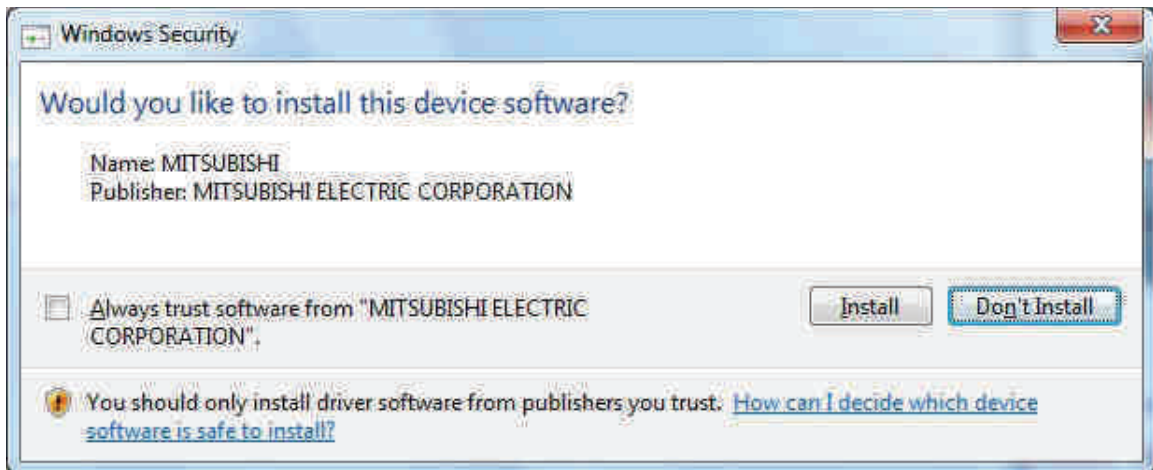 Windows Security
Would you like to install this device software?
Name: MITSUBISHI
Publisher: MITSUBISHI ELECTRIC CORPORATION
Always trust software from "MITSUBISHI ELECTRIC
CORPORATION".
Install
Don't Install
You should only install driver software from publishers you trust. How can I decide which device
software is safe to install?